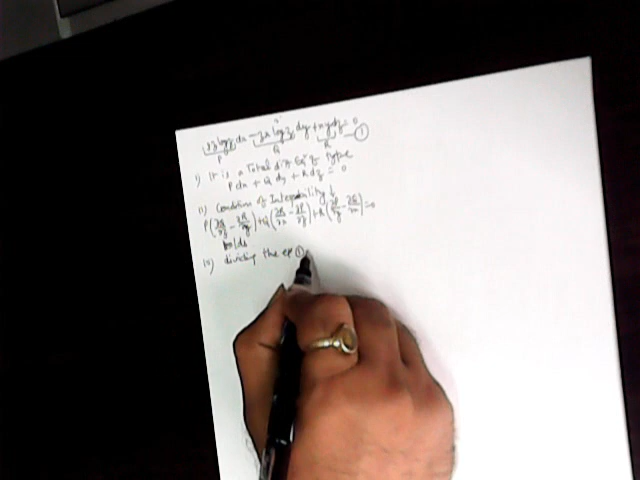 yz log z dx - zx log z dy + xy dz = 0 — ①
P Q R
i) It is a Total diff Eqn of Type
P dx + Q dy + R dz = 0
ii) Condition of Integrability
P(∂Q/∂z - ∂R/∂y) + Q(∂R/∂x - ∂P/∂z) + R(∂P/∂y - ∂Q/∂x) = 0
holds
iii) dividing the eq ①